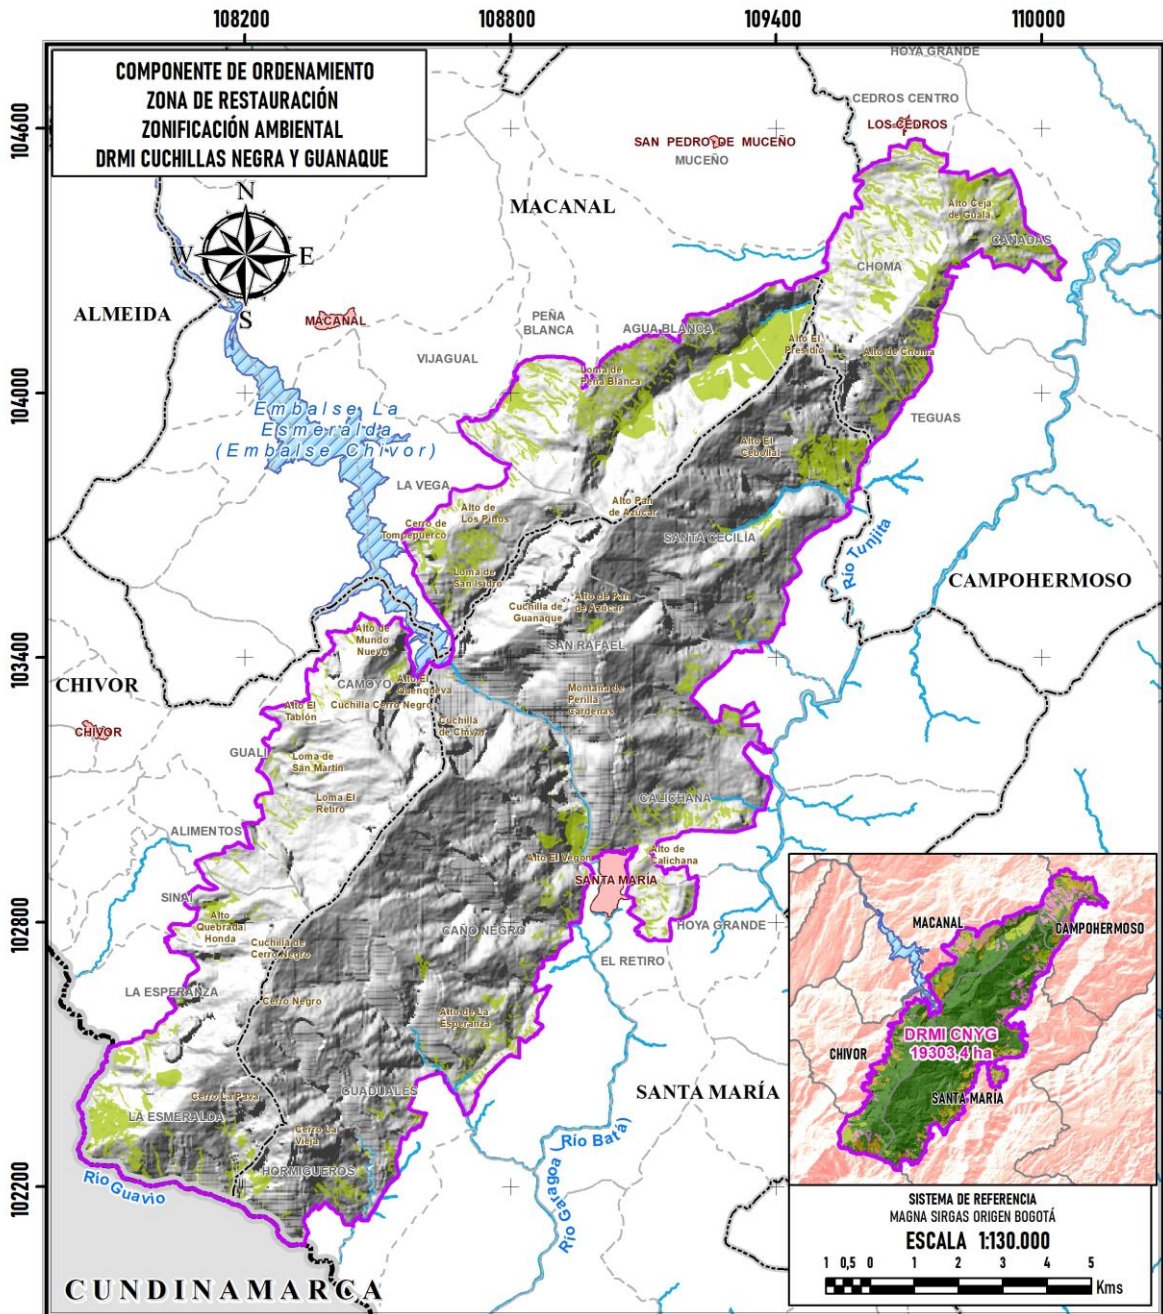 108200
108800
109400
110000
COMPONENTE DE ORDENAMIENTO
ZONA DE RESTAURACIÓN
ZONIFICACIÓN AMBIENTAL
DRMI CUCHILLAS NEGRA Y GUANAQUE
HOYA GRANDE
CEDROS CENTRO
LOS CEDROS
104600
SAN PEDRO DE MUCEÑO
MUCEÑO
N
W
E
S
MACANAL
Alto Ceja
de Guala
CAÑADAS
CHOMA
ALMEIDA
MACANAL
PEÑA
BLANCA
AGUA BLANCA
VIJAGUAL
Alto El
Presidio
Alto de Choma
Loma de
Peña Blanca
104000
Embalse La
Esmeralda
(Embalse Chivor)
TEGUAS
Alto El
Cebollal
LA VEGA
Alto de
Los Pinos
Alto Pan
de Azúcar
Cerro de
Tompepuerco
SANTA CECILIA
Río Tunjita
Loma de
San Isidro
CAMPOHERMOSO
Cuchilla de
Guanaque
Alto de Pan
de Azúcar
Alto de
Mundo
Nuevo
SAN RAFAEL
103400
CHIVOR
CAMOYO
Alto El
Quenqueva
Montaña de
Perilla
Cárdenas
Alto El
Tablón
Cuchilla Cerro Negro
Cuchilla
de Chivio
CHIVOR
GUALI
Loma de
San Martín
Loma El
Retiro
CALICHANA
ALIMENTOS
Alto El Vegón
Alto de
Calichana
SANTA MARÍA
SINAI
102800
Alto
Quebrada
Honda
Cuchilla de
Cerro Negro
CAÑO NEGRO
HOYA GRANDE
EL RETIRO
LA ESPERANZA
Cerro Negro
Alto de La
Esperanza
MACANAL
CAMPOHERMOSO
DRMI CNYG
19303,4 ha
CHIVOR
SANTA MARÍA
GUADUALES
SANTA MARÍA
Cerro La Pava
LA ESMERALDA
Cerro La
Vieja
Río Garagoa (Río Batá)
HORMIGUEROS
102200
Río Guavio
SISTEMA DE REFERENCIA
MAGNA SIRGAS ORIGEN BOGOTÁ
ESCALA 1:130.000
1 0,5 0 1 2 3 4 5
Kms
CUNDINAMARCA